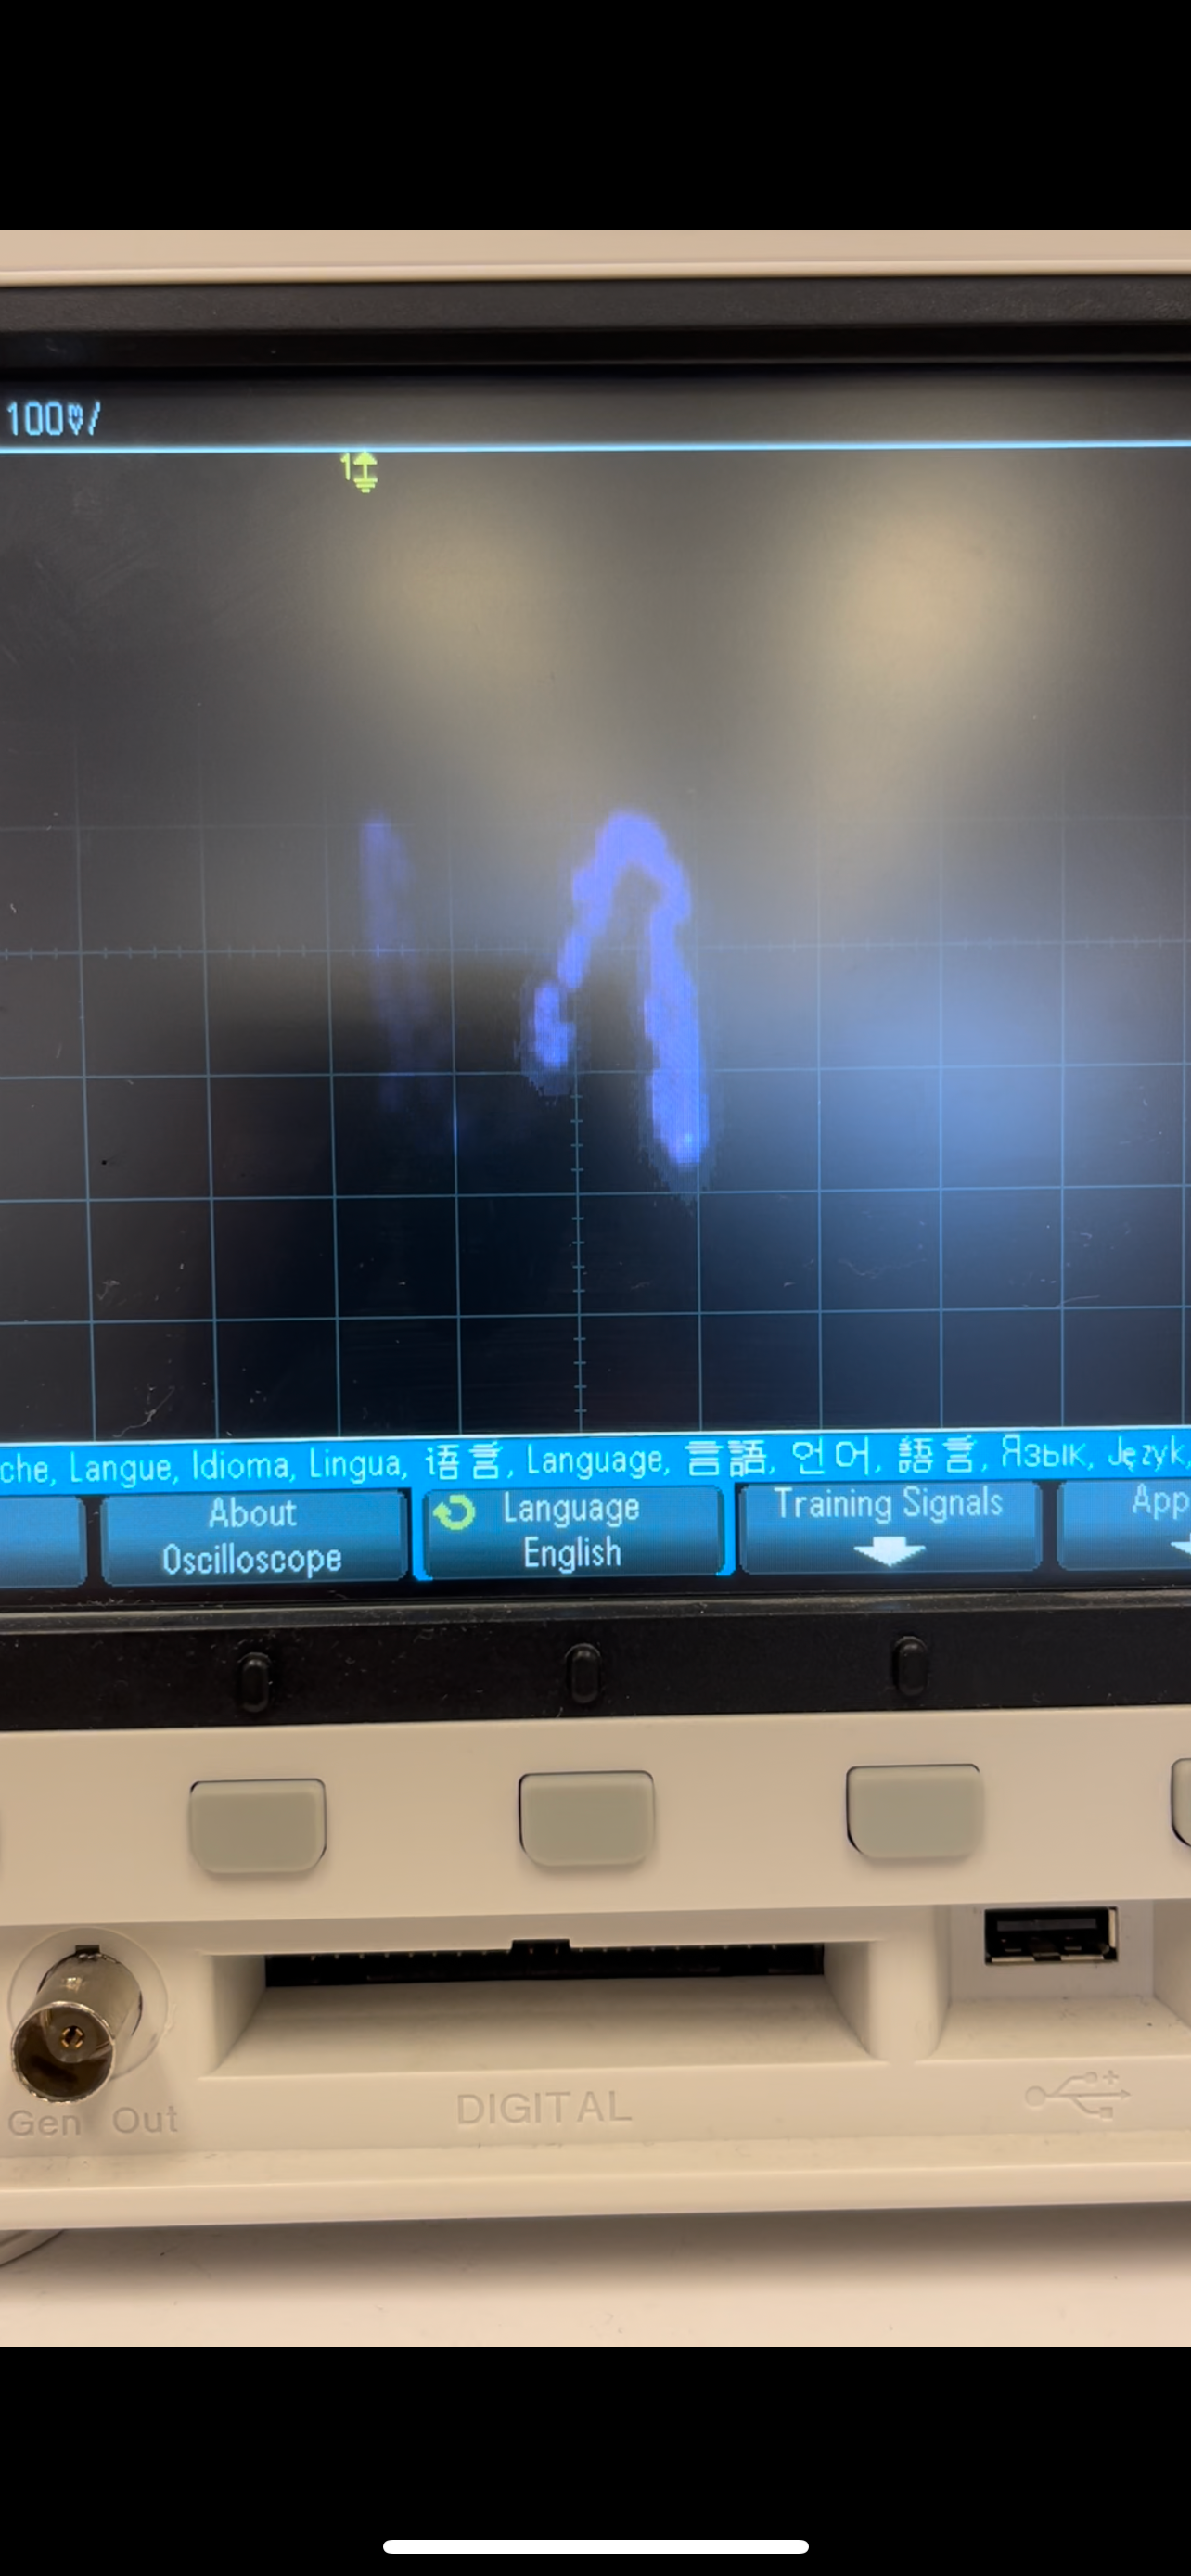 100mV/
1
che, Langue, Idioma, Lingua, 语言, Language, 言語, 언어, 語言, Язык, Język,
About
Oscilloscope
Language
English
Training Signals
App
Gen Out
DIGITAL